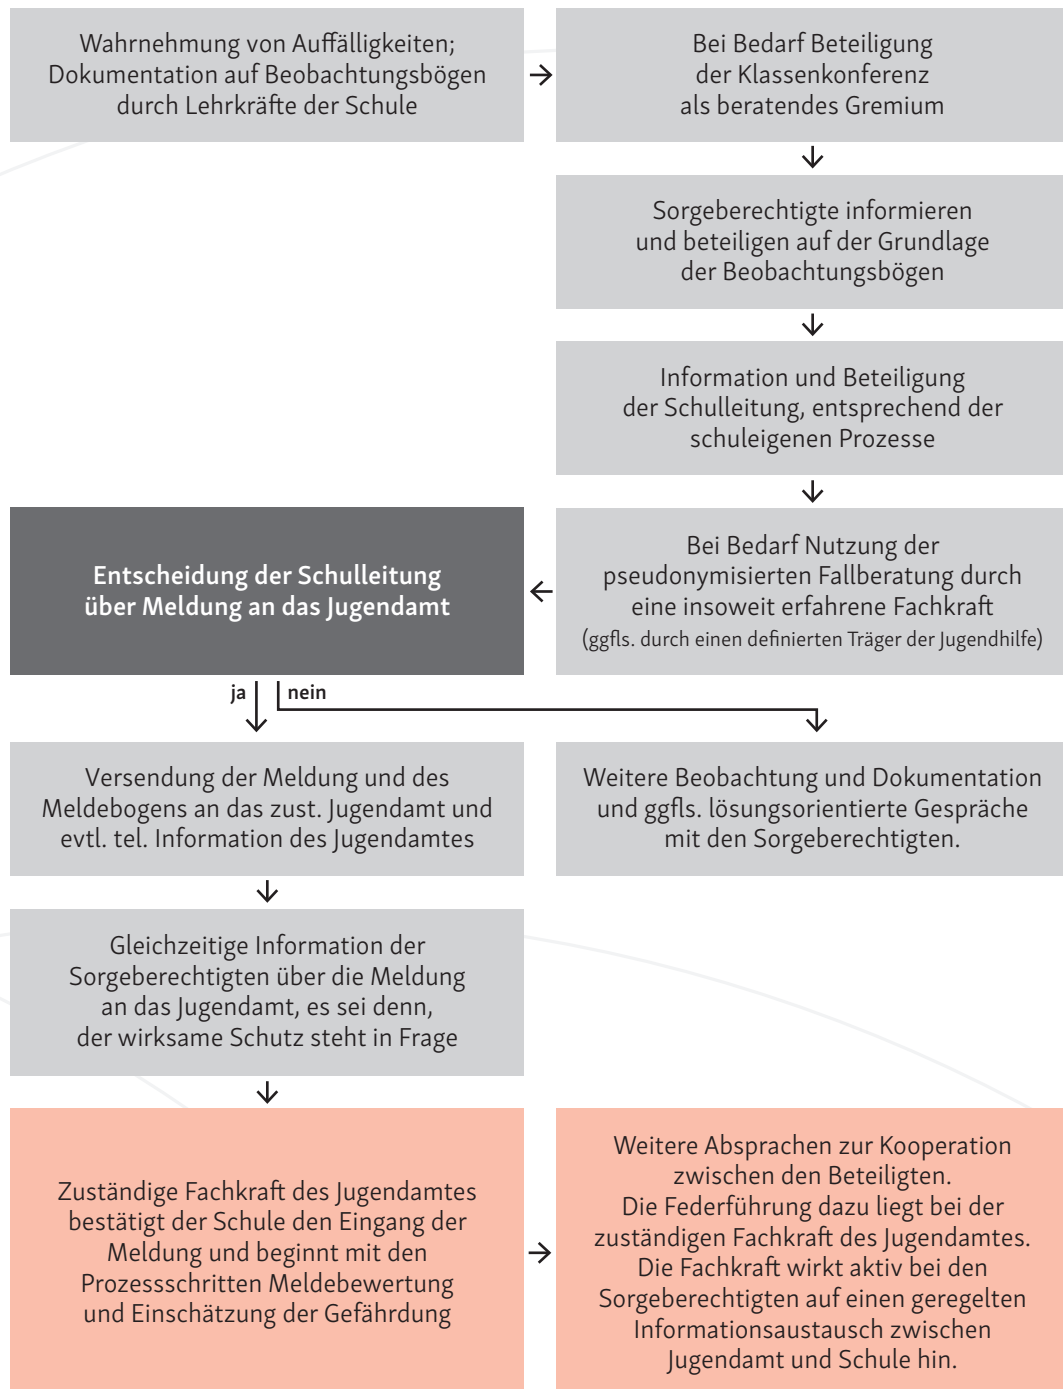 Wahrnehmung von Auffälligkeiten;
Dokumentation auf Beobachtungsbögen
durch Lehrkräfte der Schule
→
Bei Bedarf Beteiligung
der Klassenkonferenz
als beratendes Gremium
↓
Sorgeberechtigte informieren
und beteiligen auf der Grundlage
der Beobachtungsbögen
↓
Information und Beteiligung
der Schulleitung, entsprechend der
schuleigenen Prozesse
↓
Bei Bedarf Nutzung der
pseudonymisierten Fallberatung durch
eine insoweit erfahrene Fachkraft
(ggfls. durch einen definierten Träger der Jugendhilfe)
←
Entscheidung der Schulleitung
über Meldung an das Jugendamt
ja
nein
Versendung der Meldung und des
Meldebogens an das zust. Jugendamt und
evtl. tel. Information des Jugendamtes
Weitere Beobachtung und Dokumentation
und ggfls. lösungsorientierte Gespräche
mit den Sorgeberechtigten.
↓
Gleichzeitige Information der
Sorgeberechtigten über die Meldung
an das Jugendamt, es sei denn,
der wirksame Schutz steht in Frage
↓
Zuständige Fachkraft des Jugendamtes
bestätigt der Schule den Eingang der
Meldung und beginnt mit den
Prozessschritten Meldebewertung
und Einschätzung der Gefährdung
→
Weitere Absprachen zur Kooperation
zwischen den Beteiligten.
Die Federführung dazu liegt bei der
zuständigen Fachkraft des Jugendamtes.
Die Fachkraft wirkt aktiv bei den
Sorgeberechtigten auf einen geregelten
Informationsaustausch zwischen
Jugendamt und Schule hin.